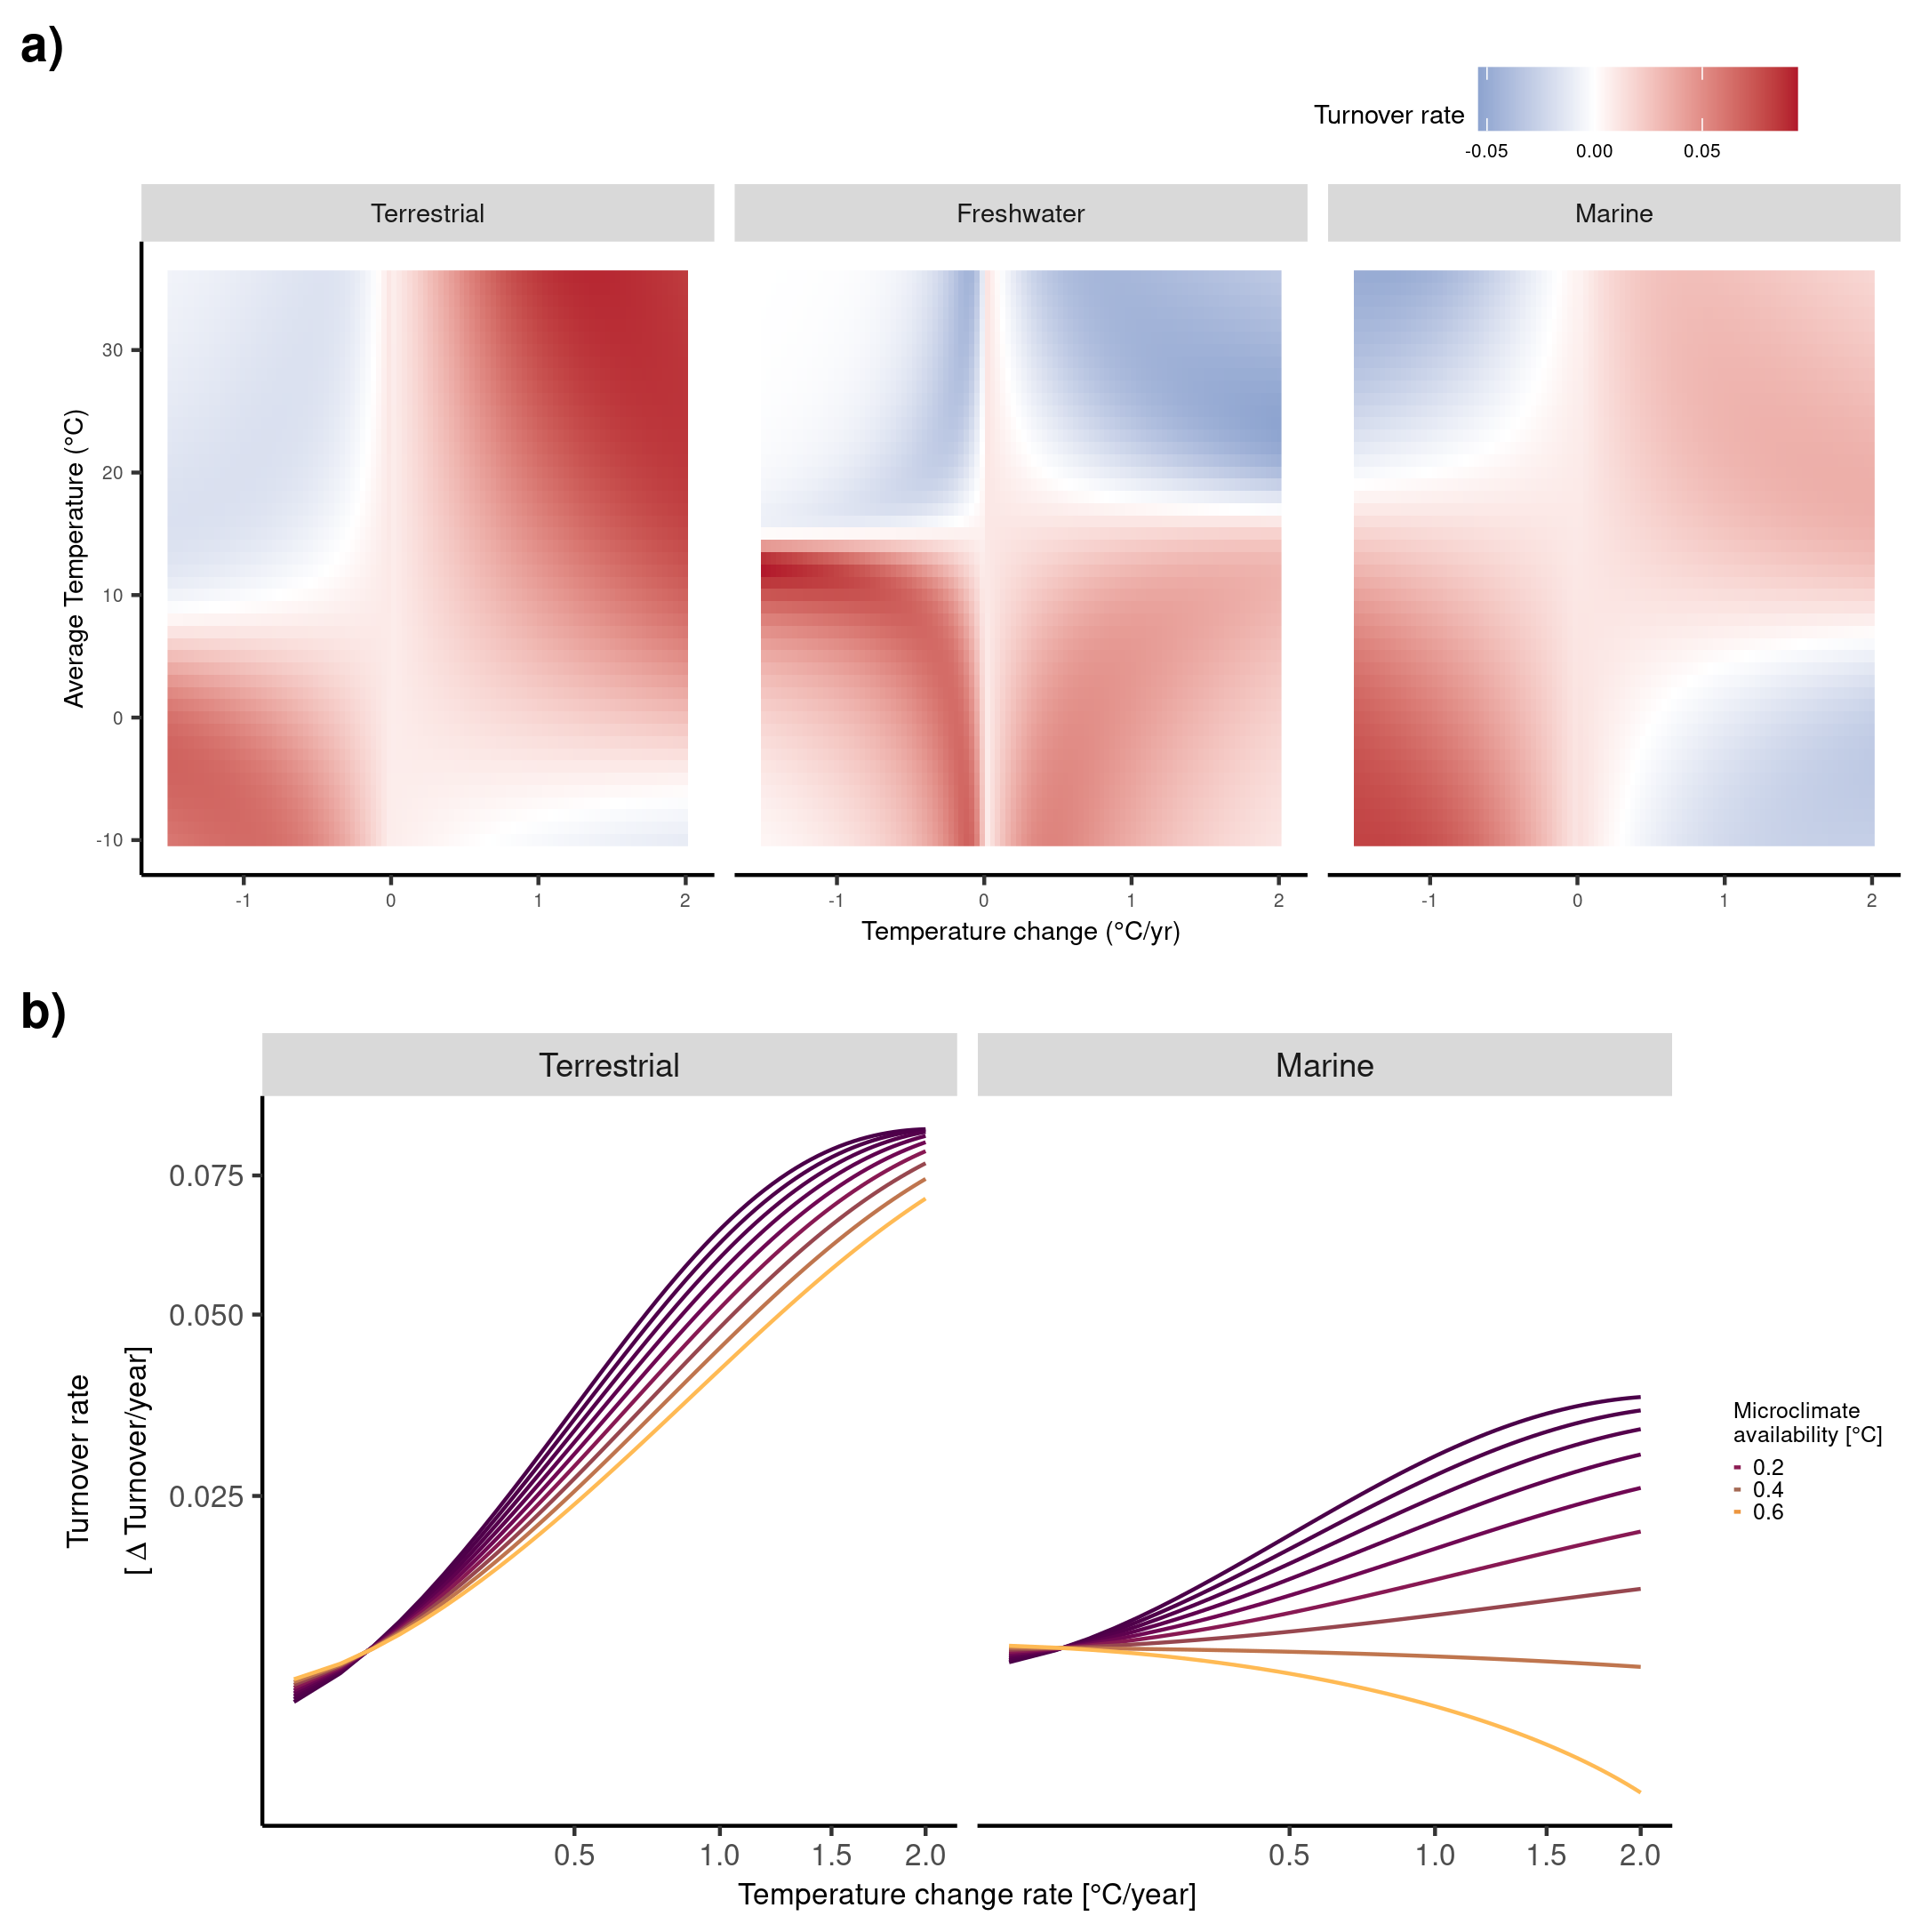 a)
Turnover rate
-0.05 0.00 0.05
Terrestrial Freshwater Marine
Average Temperature (°C)
30
20
10
0
-10
-1 0 1 2 -1 0 1 2 -1 0 1 2
Temperature change (°C/yr)
b)
Terrestrial Marine
Turnover rate
[ Δ Turnover/year]
0.075
0.050
0.025
0.5 1.0 1.5 2.0 0.5 1.0 1.5 2.0
Temperature change rate [°C/year]
Microclimate
availability [°C]
0.2
0.4
0.6